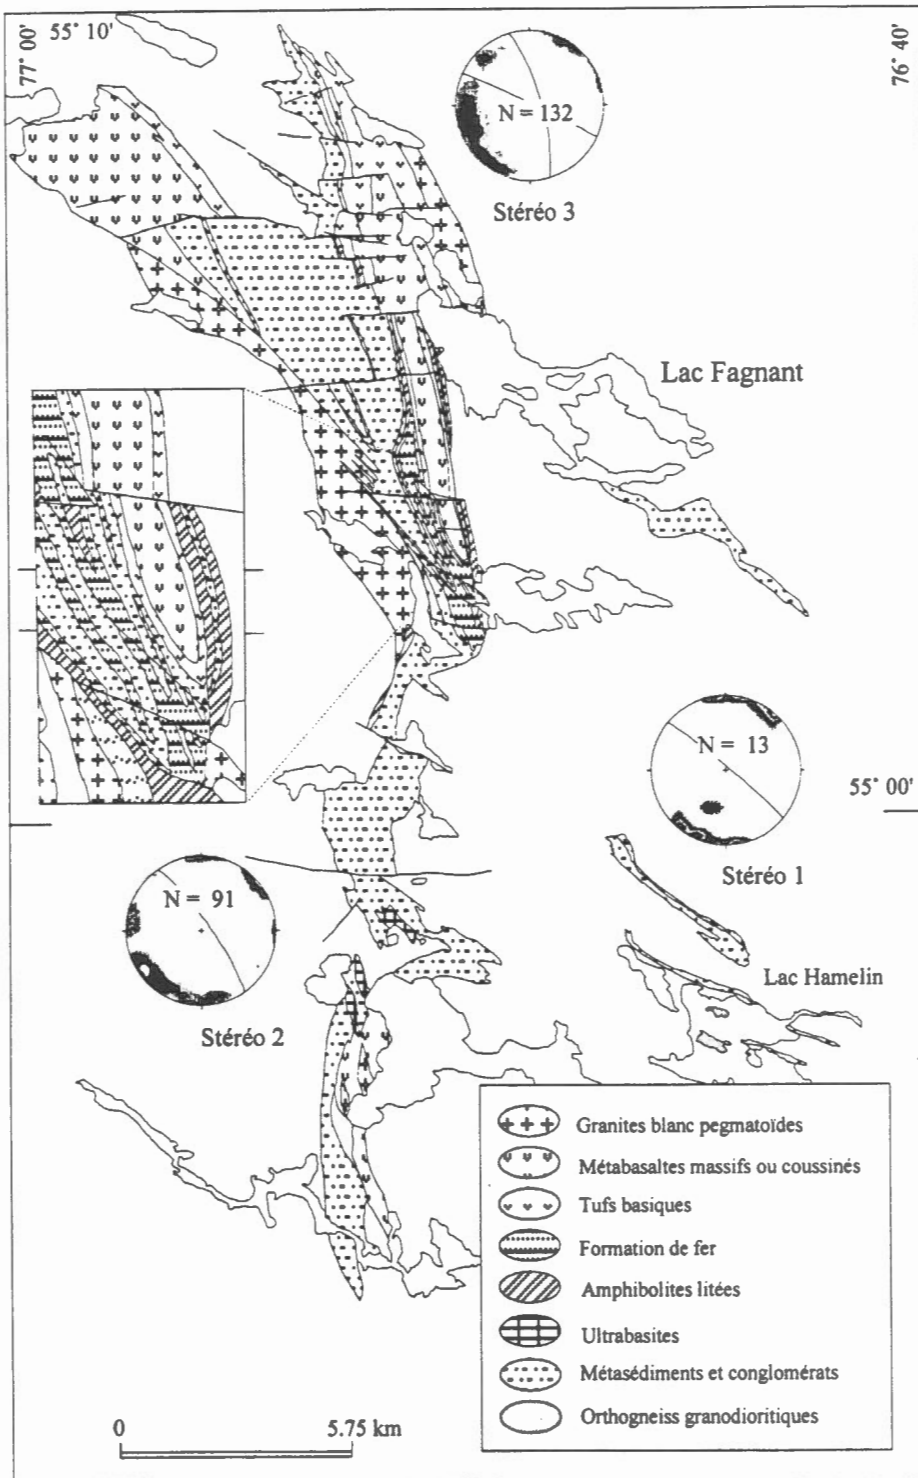 77° 00'
55° 10'
76° 40'
N = 132
Stéréo 3
Lac Fagnant
N = 13
55° 00'
Stéréo 1
N = 91
Lac Hamelin
Stéréo 2
Granites blanc pegmatoïdes
Métabasaltes massifs ou coussinés
Tufs basiques
Formation de fer
Amphibolites litées
Ultrabasites
Métasédiments et conglomérats
Orthogneiss granodioritiques
0 5.75 km